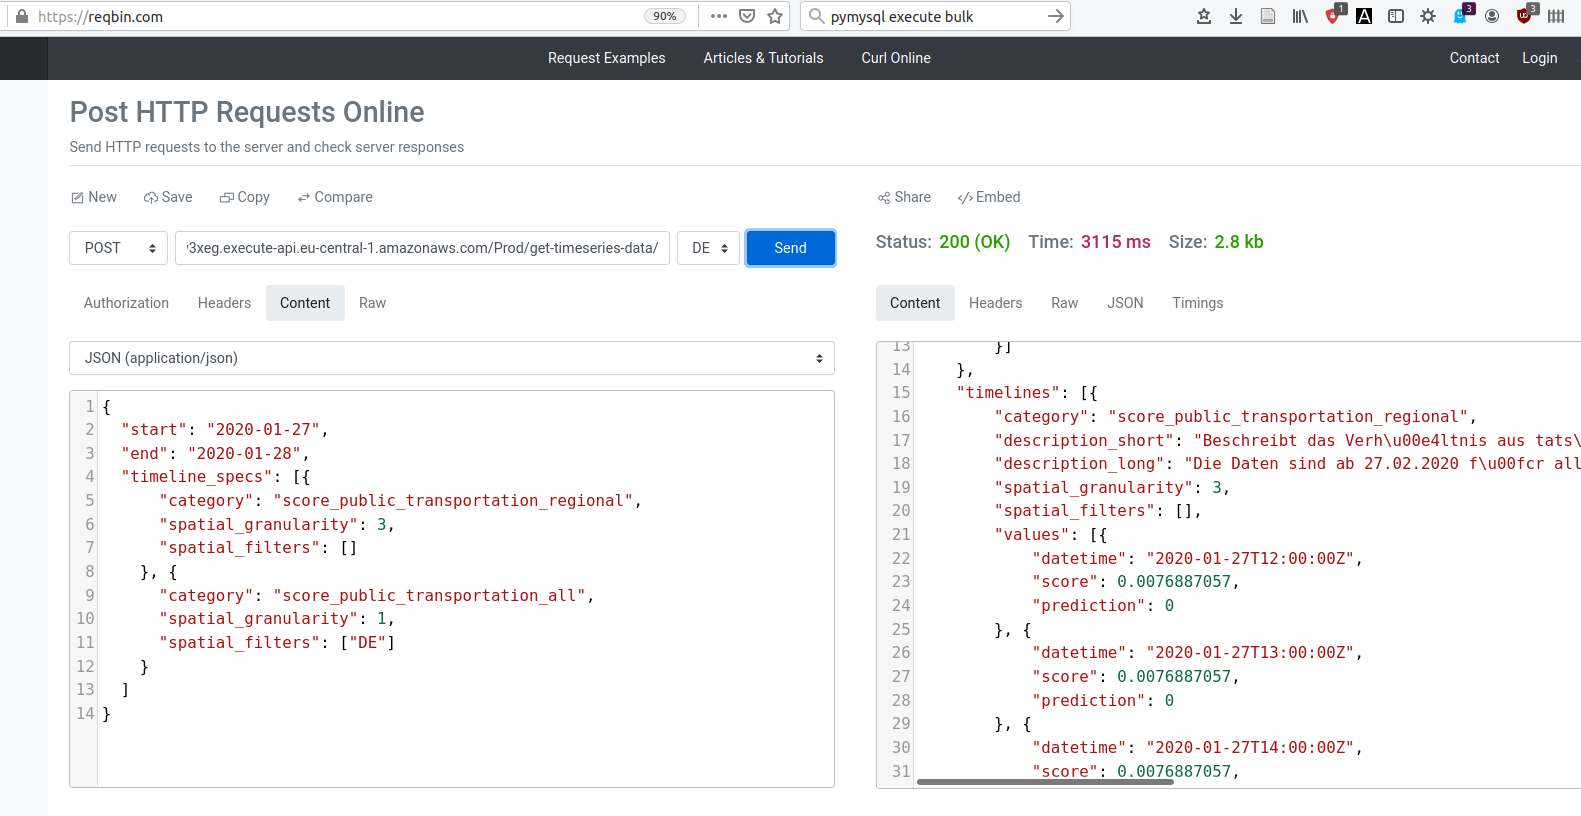 https://reqbin.com 90% pymysql execute bulk 1 3 3
Request Examples Articles & Tutorials Curl Online Contact Login
Post HTTP Requests Online
Send HTTP requests to the server and check server responses
New Save Copy Compare Share Embed
POST 3xeg.execute-api.eu-central-1.amazonaws.com/Prod/get-timeseries-data/ DE Send
Status: 200 (OK) Time: 3115 ms Size: 2.8 kb
Authorization Headers Content Raw
Content Headers Raw JSON Timings
JSON (application/json)
1 {
2 "start": "2020-01-27",
3 "end": "2020-01-28",
4 "timeline_specs": [{
5 "category": "score_public_transportation_regional",
6 "spatial_granularity": 3,
7 "spatial_filters": []
8 }, {
9 "category": "score_public_transportation_all",
10 "spatial_granularity": 1,
11 "spatial_filters": ["DE"]
12 }
13 ]
14 }
13 }]
14 },
15 "timelines": [{
16 "category": "score_public_transportation_regional",
17 "description_short": "Beschreibt das Verh\u00e4ltnis aus tats\
18 "description_long": "Die Daten sind ab 27.02.2020 f\u00fcr all
19 "spatial_granularity": 3,
20 "spatial_filters": [],
21 "values": [{
22 "datetime": "2020-01-27T12:00:00Z",
23 "score": 0.0076887057,
24 "prediction": 0
25 }, {
26 "datetime": "2020-01-27T13:00:00Z",
27 "score": 0.0076887057,
28 "prediction": 0
29 }, {
30 "datetime": "2020-01-27T14:00:00Z",
31 "score": 0.0076887057,